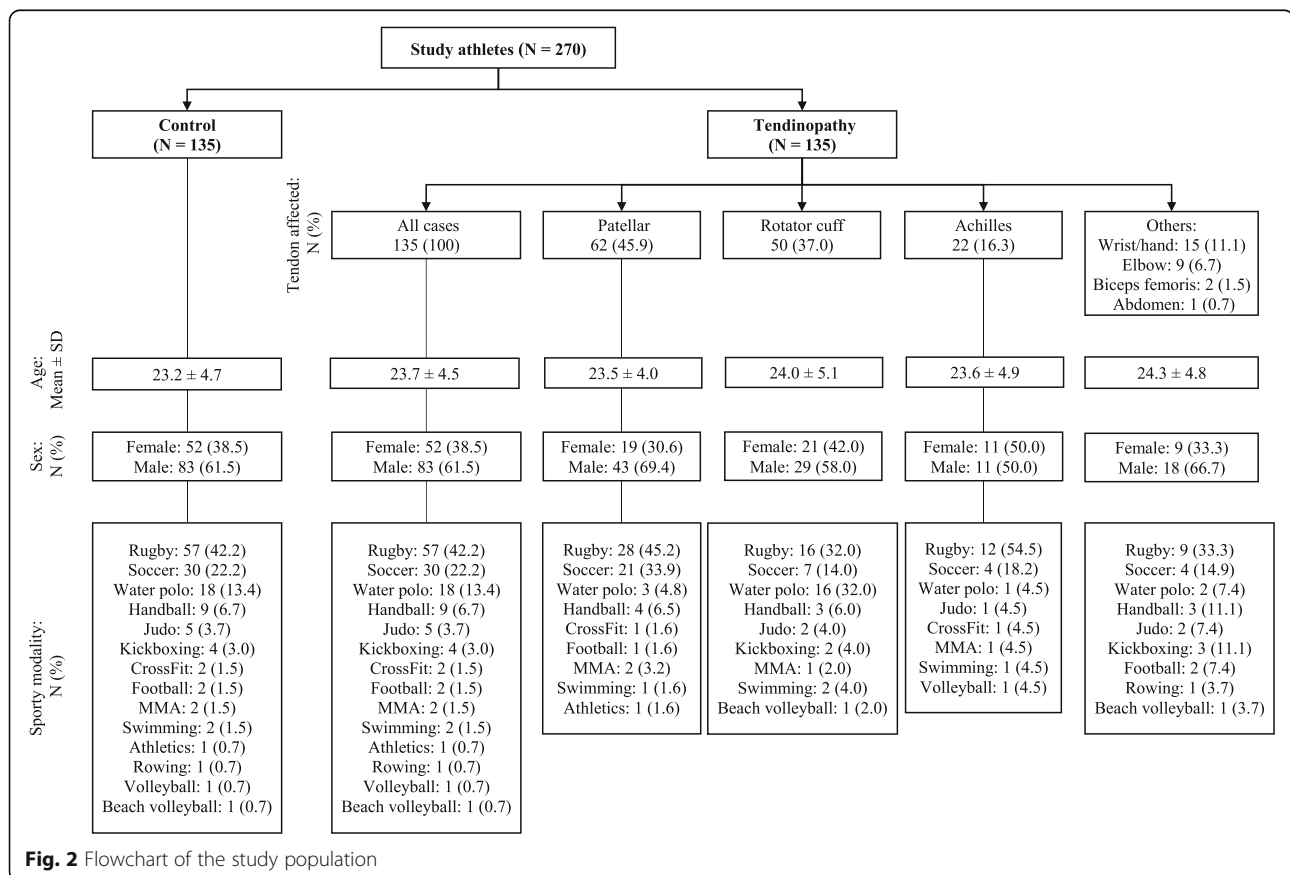 Study athletes (N = 270)
Control
(N = 135)
Tendinopathy
(N = 135)
Tendon affected:
N (%)
All cases
135 (100)
Patellar
62 (45.9)
Rotator cuff
50 (37.0)
Achilles
22 (16.3)
Others:
Wrist/hand: 15 (11.1)
Elbow: 9 (6.7)
Biceps femoris: 2 (1.5)
Abdomen: 1 (0.7)
Age:
Mean ± SD
23.2 ± 4.7
23.7 ± 4.5
23.5 ± 4.0
24.0 ± 5.1
23.6 ± 4.9
24.3 ± 4.8
Sex:
N (%)
Female: 52 (38.5)
Male: 83 (61.5)
Female: 52 (38.5)
Male: 83 (61.5)
Female: 19 (30.6)
Male: 43 (69.4)
Female: 21 (42.0)
Male: 29 (58.0)
Female: 11 (50.0)
Male: 11 (50.0)
Female: 9 (33.3)
Male: 18 (66.7)
Sporty modality:
N (%)
Rugby: 57 (42.2)
Soccer: 30 (22.2)
Water polo: 18 (13.4)
Handball: 9 (6.7)
Judo: 5 (3.7)
Kickboxing: 4 (3.0)
CrossFit: 2 (1.5)
Football: 2 (1.5)
MMA: 2 (1.5)
Swimming: 2 (1.5)
Athletics: 1 (0.7)
Rowing: 1 (0.7)
Volleyball: 1 (0.7)
Beach volleyball: 1 (0.7)
Rugby: 57 (42.2)
Soccer: 30 (22.2)
Water polo: 18 (13.4)
Handball: 9 (6.7)
Judo: 5 (3.7)
Kickboxing: 4 (3.0)
CrossFit: 2 (1.5)
Football: 2 (1.5)
MMA: 2 (1.5)
Swimming: 2 (1.5)
Athletics: 1 (0.7)
Rowing: 1 (0.7)
Volleyball: 1 (0.7)
Beach volleyball: 1 (0.7)
Rugby: 28 (45.2)
Soccer: 21 (33.9)
Water polo: 3 (4.8)
Handball: 4 (6.5)
CrossFit: 1 (1.6)
Football: 1 (1.6)
MMA: 2 (3.2)
Swimming: 1 (1.6)
Athletics: 1 (1.6)
Rugby: 16 (32.0)
Soccer: 7 (14.0)
Water polo: 16 (32.0)
Handball: 3 (6.0)
Judo: 2 (4.0)
Kickboxing: 2 (4.0)
MMA: 1 (2.0)
Swimming: 2 (4.0)
Beach volleyball: 1 (2.0)
Rugby: 12 (54.5)
Soccer: 4 (18.2)
Water polo: 1 (4.5)
Judo: 1 (4.5)
CrossFit: 1 (4.5)
MMA: 1 (4.5)
Swimming: 1 (4.5)
Volleyball: 1 (4.5)
Rugby: 9 (33.3)
Soccer: 4 (14.9)
Water polo: 2 (7.4)
Handball: 3 (11.1)
Judo: 2 (7.4)
Kickboxing: 3 (11.1)
Football: 2 (7.4)
Rowing: 1 (3.7)
Beach volleyball: 1 (3.7)
Fig. 2 Flowchart of the study population